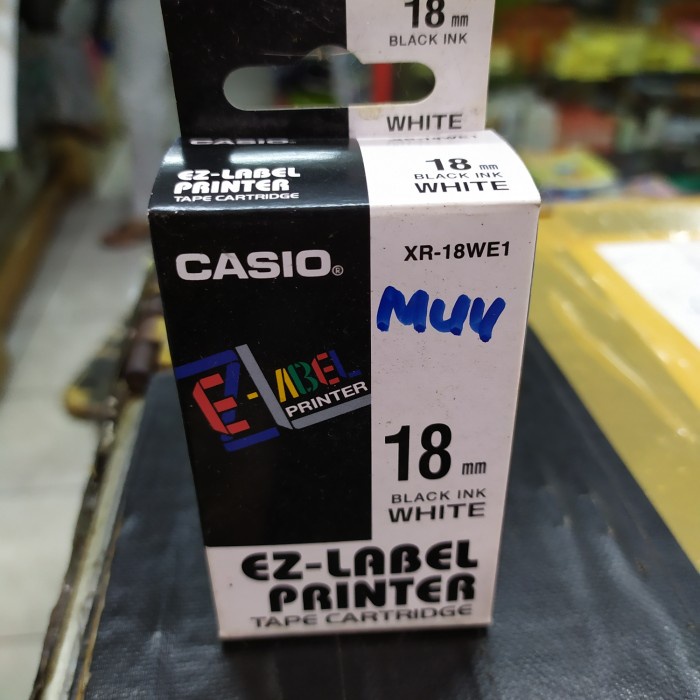 18 mm
BLACK INK
WHITE
CASIO
EZ-LABEL
PRINTER
TAPE CARTRIDGE
18 mm
BLACK INK
WHITE
CASIO®
XR-18WE1
EZ-LABEL
PRINTER
18 mm
BLACK INK
WHITE
EZ-LABEL
PRINTER
TAPE CARTRIDGE